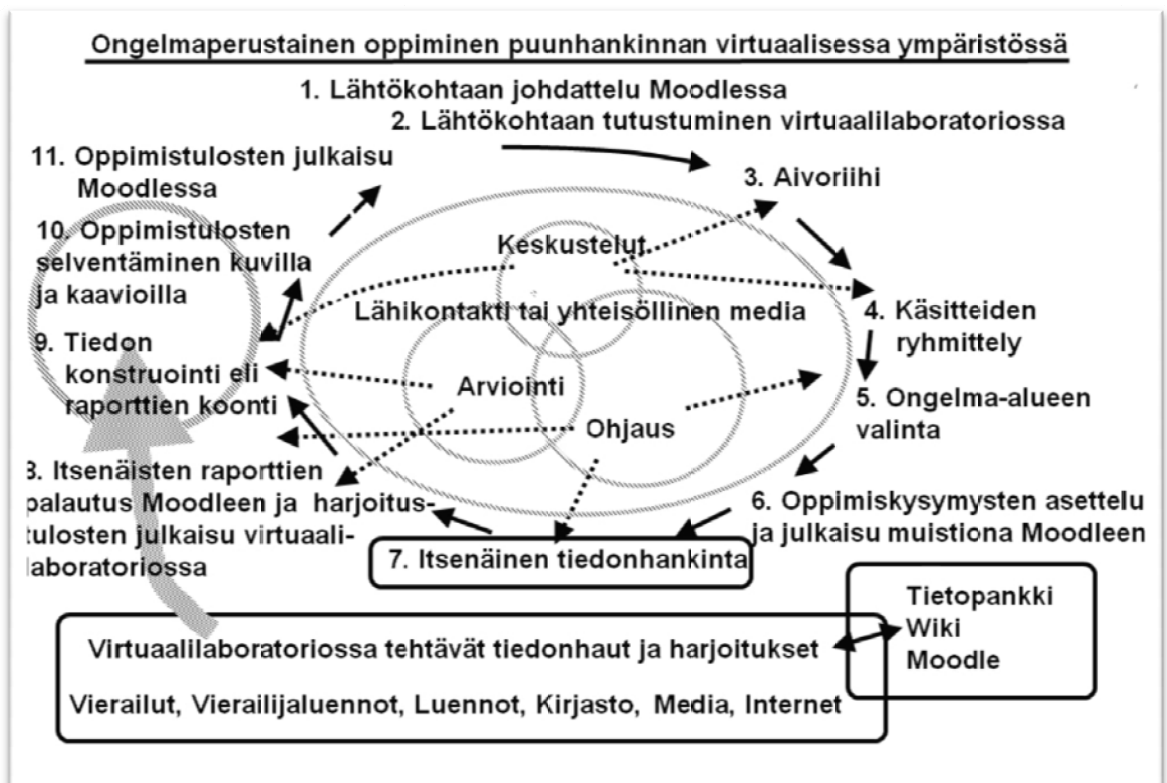 Ongelmaperustainen oppiminen puunhankinnan virtuaalisessa ympäristössä
1. Lähtökohtaan johdattelu Moodlessa
2. Lähtökohtaan tutustuminen virtuaalilaboratoriossa
3. Aivoriihi
4. Käsitteiden
ryhmittely
5. Ongelma-alueen
valinta
6. Oppimiskysymysten asettelu
ja julkaisu muistiona Moodleen
7. Itsenäinen tiedonhankinta
8. Itsenäisten raporttien
palautus Moodleen ja harjoitus-
tulosten julkaisu virtuaali-
laboratoriossa
9. Tiedon
konstruointi eli
raporttien koonti
10. Oppimistulosten
selventäminen kuvilla
ja kaavioilla
11. Oppimistulosten julkaisu
Moodlessa
Keskustelut
Lähikontakti tai yhteisöllinen media
Arviointi
Ohjaus
Virtuaalilaboratoriossa tehtävät tiedonhaut ja harjoitukset
Vierailut, Vierailijaluennot, Luennot, Kirjasto, Media, Internet
Tietopankki
Wiki
Moodle